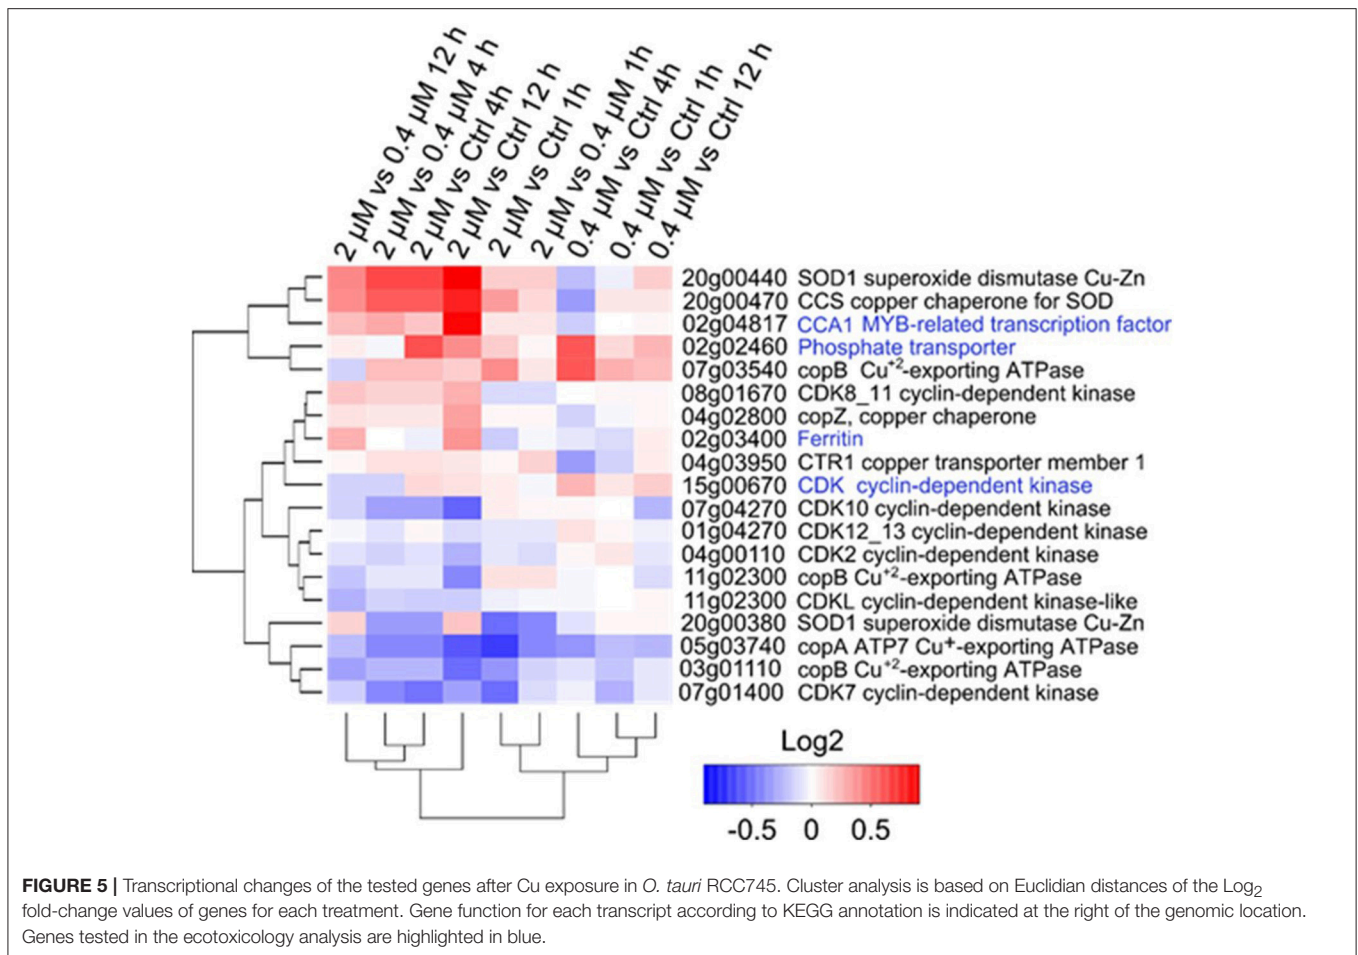 2 µM vs 0.4 µM 12 h
2 µM vs 0.4 µM 4 h
2 µM vs Ctrl 4h
2 µM vs Ctrl 12 h
2 µM vs Ctrl 1h
2 µM vs 0.4 µM 1h
0.4 µM vs Ctrl 4h
0.4 µM vs Ctrl 1h
0.4 µM vs Ctrl 12 h
20g00440 SOD1 superoxide dismutase Cu-Zn
20g00470 CCS copper chaperone for SOD
02g04817 CCA1 MYB-related transcription factor
02g02460 Phosphate transporter
07g03540 copB Cu⁺²-exporting ATPase
08g01670 CDK8_11 cyclin-dependent kinase
04g02800 copZ, copper chaperone
02g03400 Ferritin
04g03950 CTR1 copper transporter member 1
15g00670 CDK cyclin-dependent kinase
07g04270 CDK10 cyclin-dependent kinase
01g04270 CDK12_13 cyclin-dependent kinase
04g00110 CDK2 cyclin-dependent kinase
11g02300 copB Cu⁺²-exporting ATPase
11g02300 CDKL cyclin-dependent kinase-like
20g00380 SOD1 superoxide dismutase Cu-Zn
05g03740 copA ATP7 Cu⁺-exporting ATPase
03g01110 copB Cu⁺²-exporting ATPase
07g01400 CDK7 cyclin-dependent kinase
Log2
-0.5 0 0.5
FIGURE 5 | Transcriptional changes of the tested genes after Cu exposure in O. tauri RCC745. Cluster analysis is based on Euclidian distances of the Log₂
fold-change values of genes for each treatment. Gene function for each transcript according to KEGG annotation is indicated at the right of the genomic location.
Genes tested in the ecotoxicology analysis are highlighted in blue.